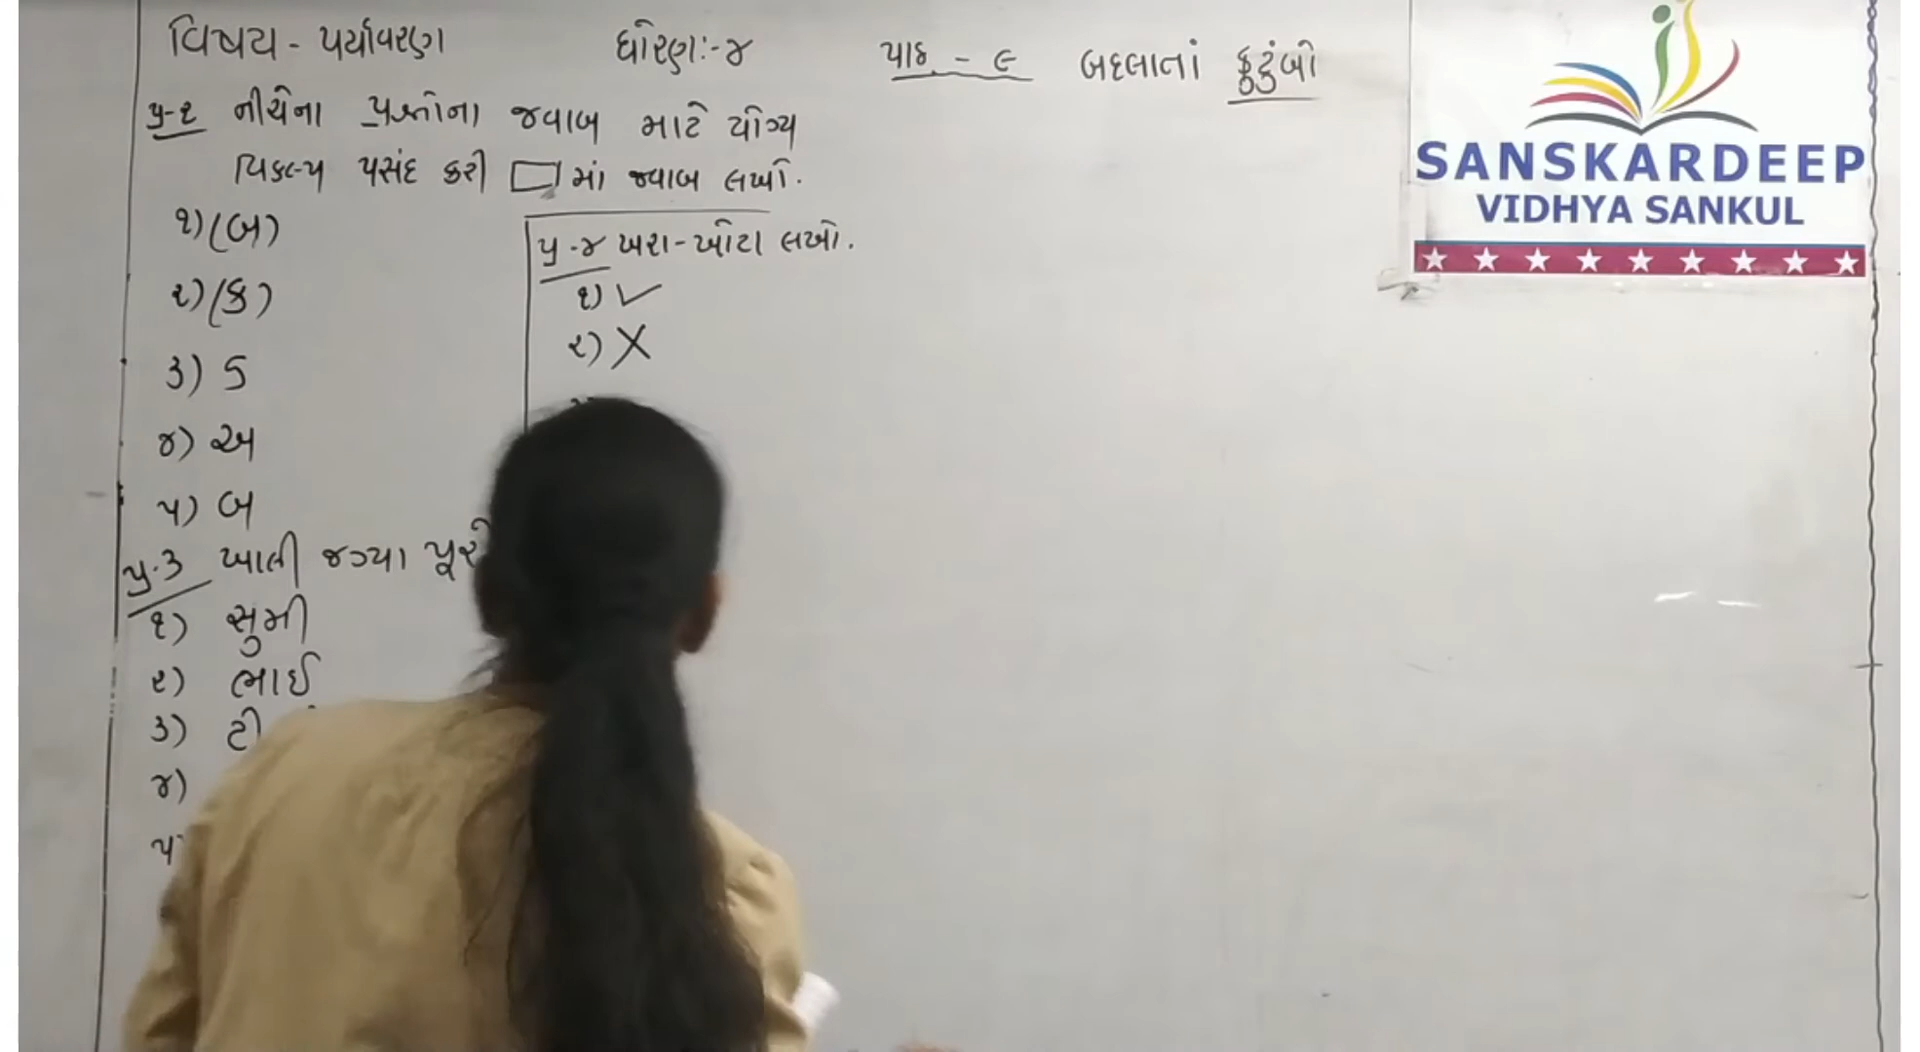 વિષય - પર્યાવરણ ધોરણ:-૪ પાઠ - ૯ બદલાતાં કુટુંબો
પ્ર-૨ નીચેના પ્રશ્નોના જવાબ માટે યોગ્ય
વિકલ્પ પસંદ કરી માં જવાબ લખો.
૧) (બ)
૨) (ક)
૩) ડ
૪) અ
૫) બ
પ્ર.૩ ખાલી જગ્યા
૧) સુમી
૨) ભાઈ
૩) ટી
૪)
૫)
પ્ર-૪ ખરા-ખોટા લખો.
૧) ✓
૨) X
SANSKARDEEP
VIDHYA SANKUL